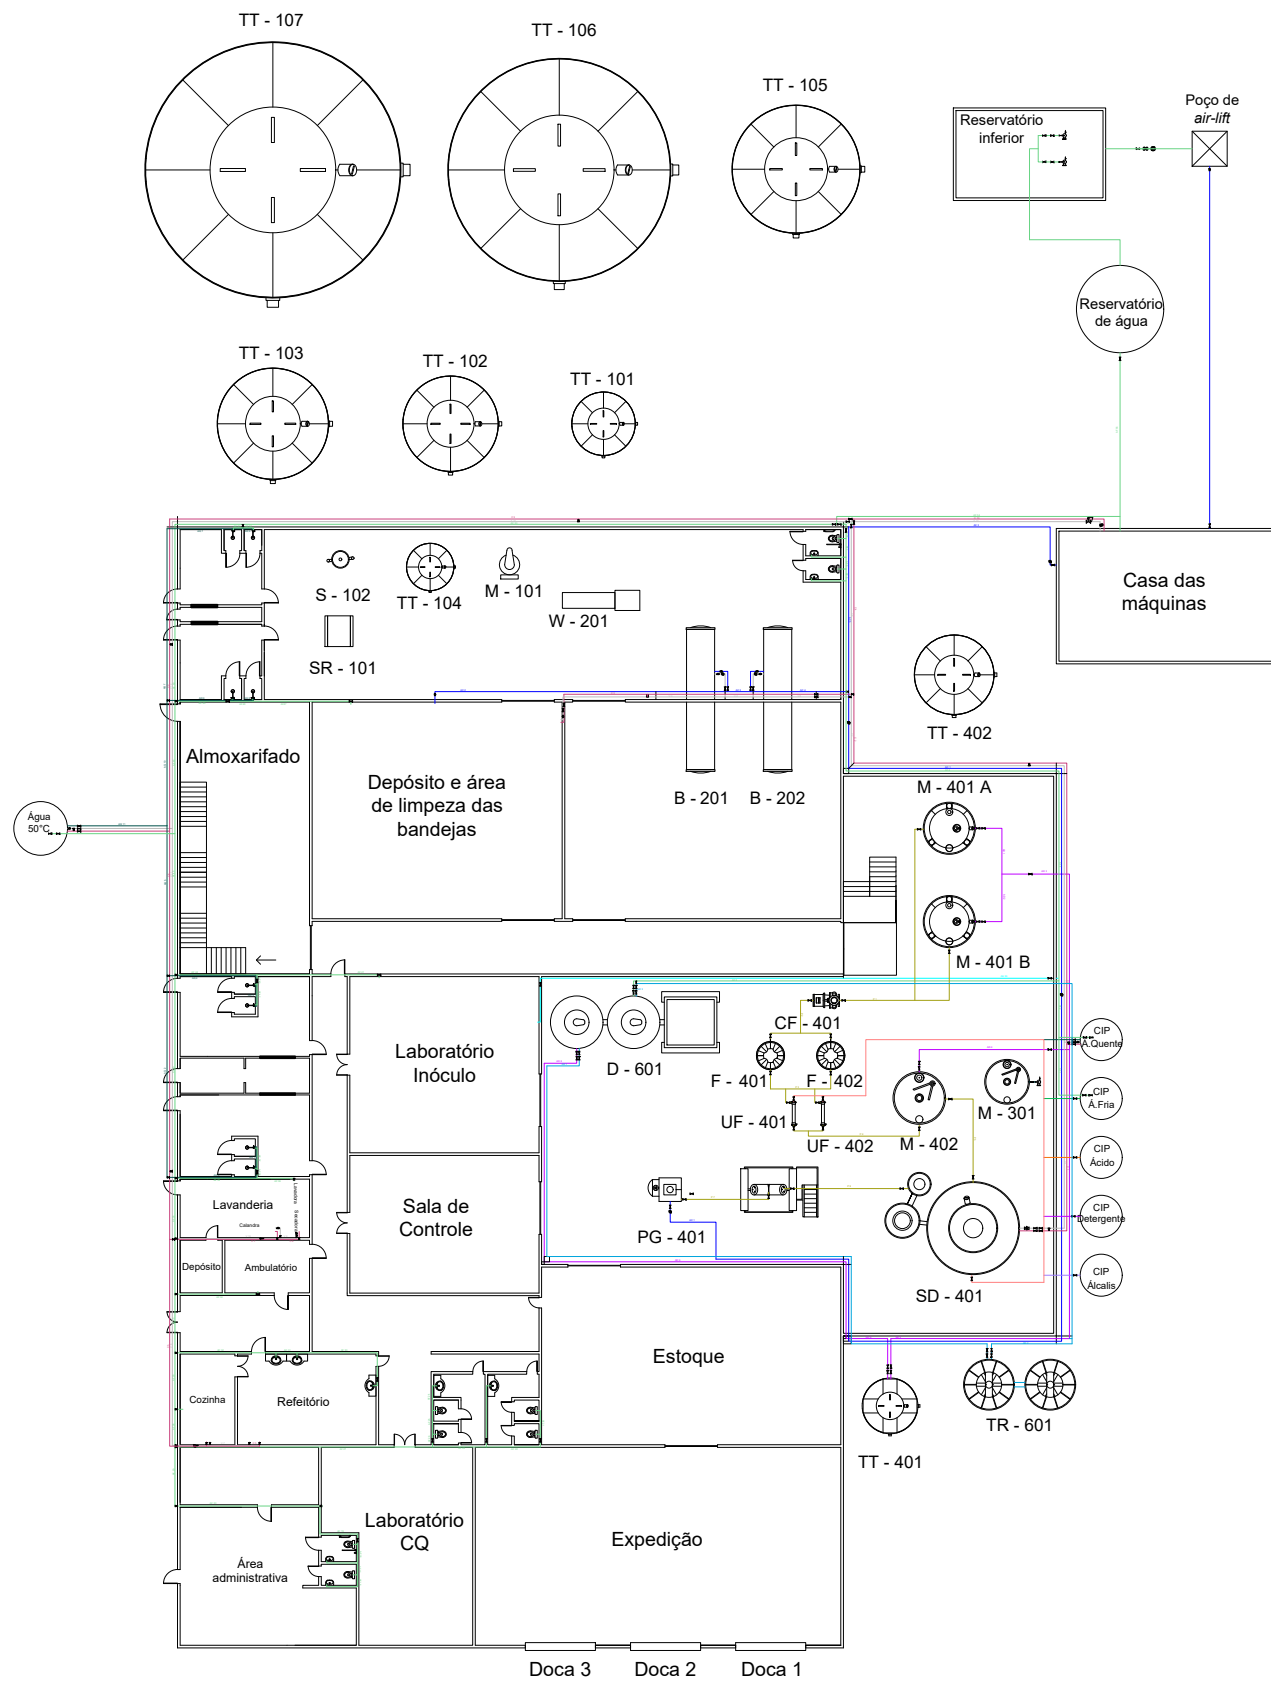 TT - 107
TT - 106
TT - 105
Poço de
air-lift
Reservatório
inferior
Reservatório
de água
TT - 103
TT - 102
TT - 101
S - 102
TT - 104
M - 101
W - 201
SR - 101
Casa das
máquinas
TT - 402
Almoxarifado
Depósito e área
de limpeza das
bandejas
B - 201
B - 202
M - 401 A
Água
50°C
M - 401 B
CF - 401
D - 601
Laboratório
Inóculo
F - 401
F - 402
UF - 401
UF - 402
M - 402
M - 301
CIP
A.Quente
CIP
Á.Fria
CIP
Ácido
CIP
Detergente
CIP
Álcalis
Lavanderia
Calandra
Sala de
Controle
PG - 401
SD - 401
Depósito
Ambulatório
Estoque
Cozinha
Refeitório
TT - 401
TR - 601
Laboratório
CQ
Expedição
Área
administrativa
Doca 3
Doca 2
Doca 1